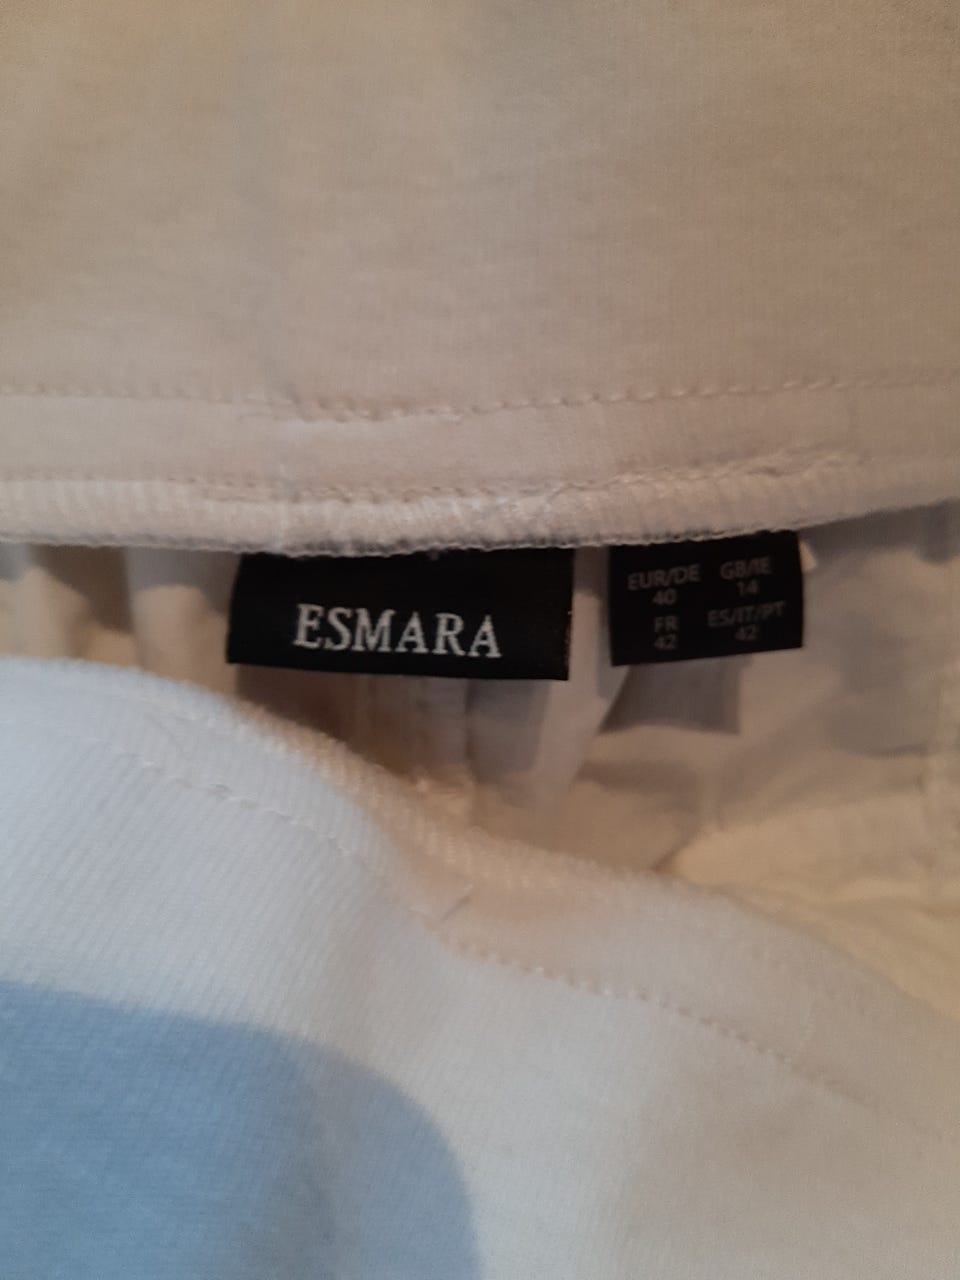 ESMARA
EUR/DE GB/IE
40 14
FR ES/IT/PT
42 42